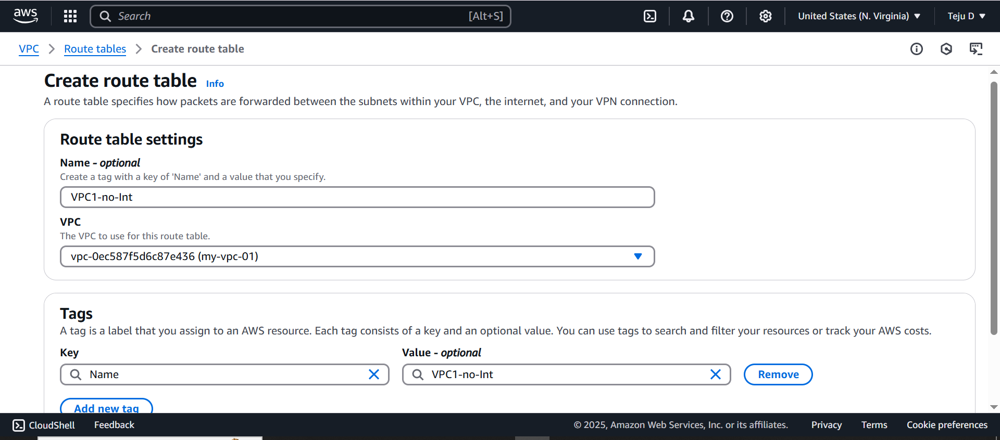 aws
Search [Alt+S] United States (N. Virginia) Teju D
VPC Route tables Create route table
Create route table Info
A route table specifies how packets are forwarded between the subnets within your VPC, the internet, and your VPN connection.
Route table settings
Name - optional
Create a tag with a key of 'Name' and a value that you specify.
VPC1-no-Int
VPC
The VPC to use for this route table.
vpc-0ec587f5d6c87e436 (my-vpc-01)
Tags
A tag is a label that you assign to an AWS resource. Each tag consists of a key and an optional value. You can use tags to search and filter your resources or track your AWS costs.
Key Value - optional
Name VPC1-no-Int Remove
Add new tag
CloudShell Feedback © 2025, Amazon Web Services, Inc. or its affiliates. Privacy Terms Cookie preferences